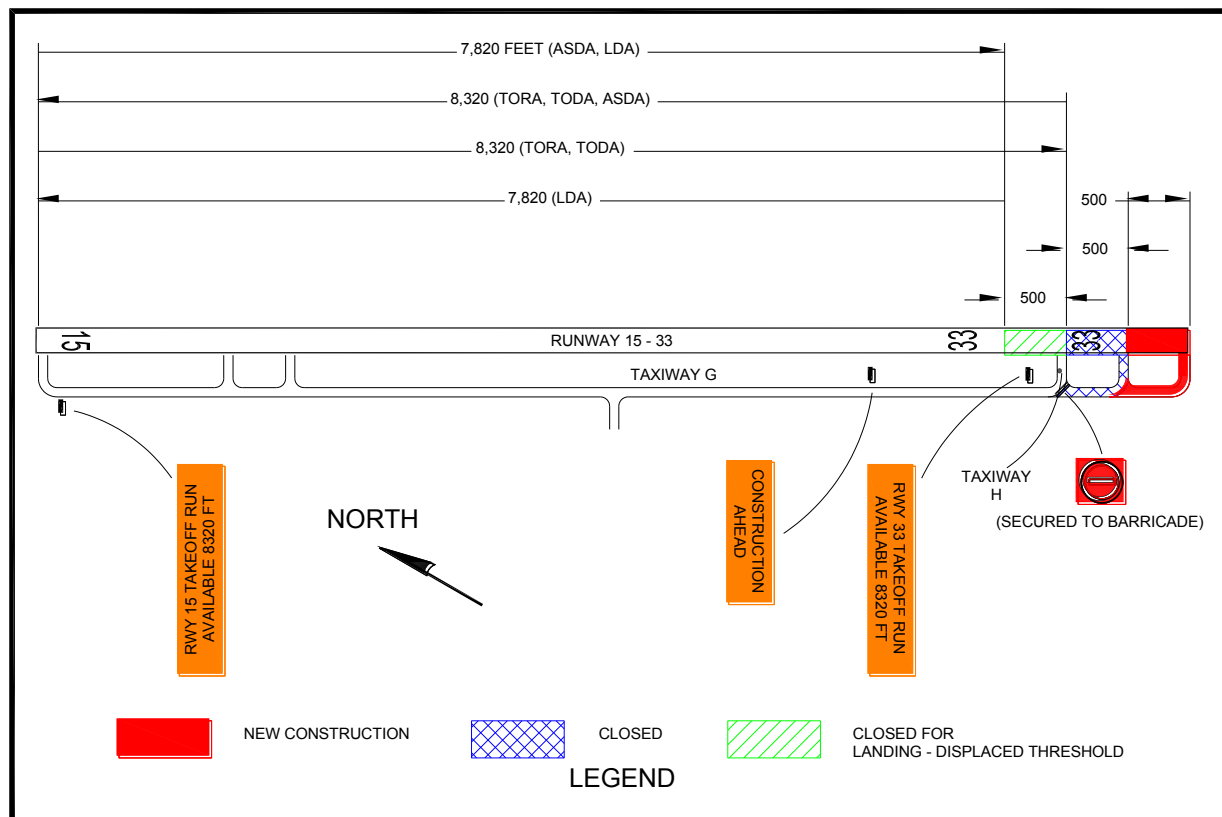 7,820 FEET (ASDA, LDA)
8,320 (TORA, TODA, ASDA)
8,320 (TORA, TODA)
7,820 (LDA)
500
500
500
15
RUNWAY 15 - 33
33
33
TAXIWAY G
RWY 15 TAKEOFF RUN
AVAILABLE 8320 FT
NORTH
CONSTRUCTION
AHEAD
RWY 33 TAKEOFF RUN
AVAILABLE 8320 FT
TAXIWAY
H
(SECURED TO BARRICADE)
NEW CONSTRUCTION
CLOSED
CLOSED FOR
LANDING - DISPLACED THRESHOLD
LEGEND